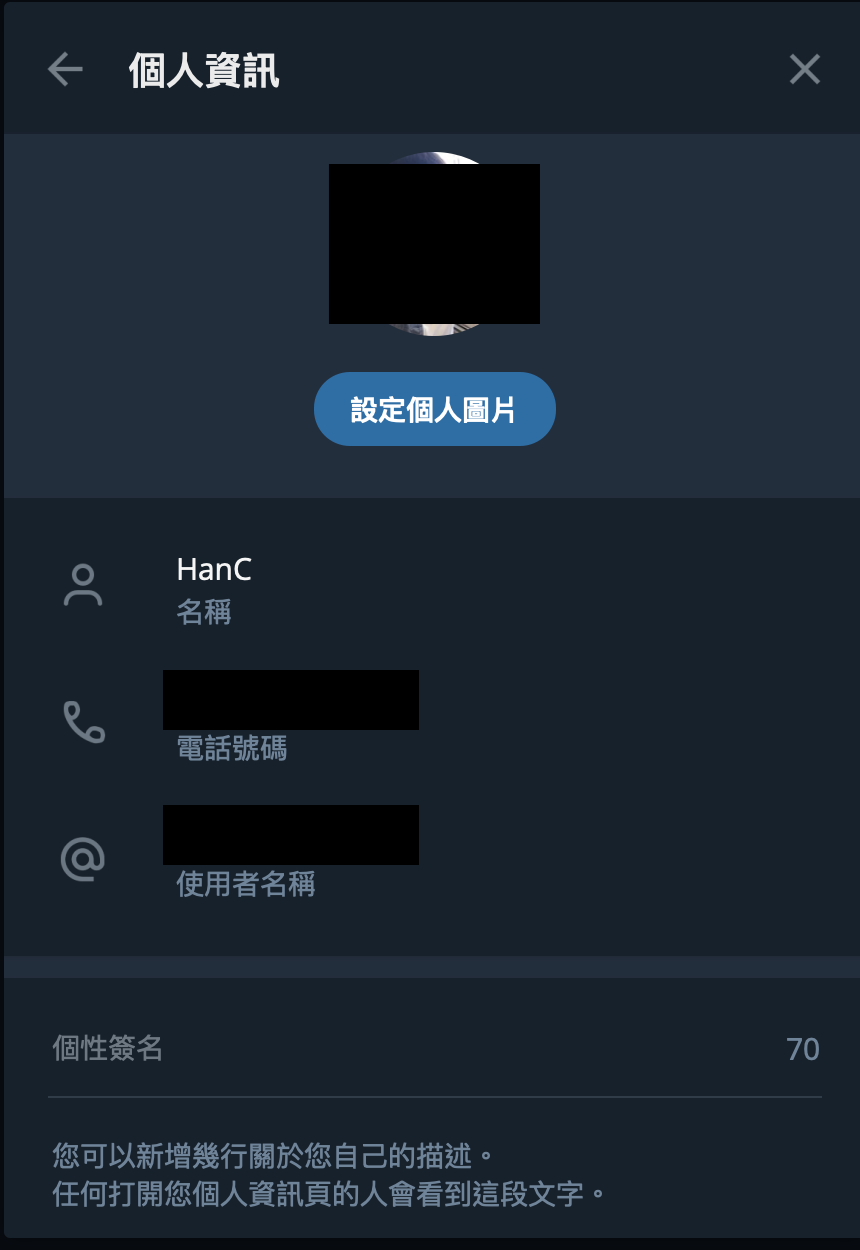 個人資訊
設定個人圖片
HanC
名稱
電話號碼
使用者名稱
個性簽名 70
您可以新增幾行關於您自己的描述。
任何打開您個人資訊頁的人會看到這段文字。